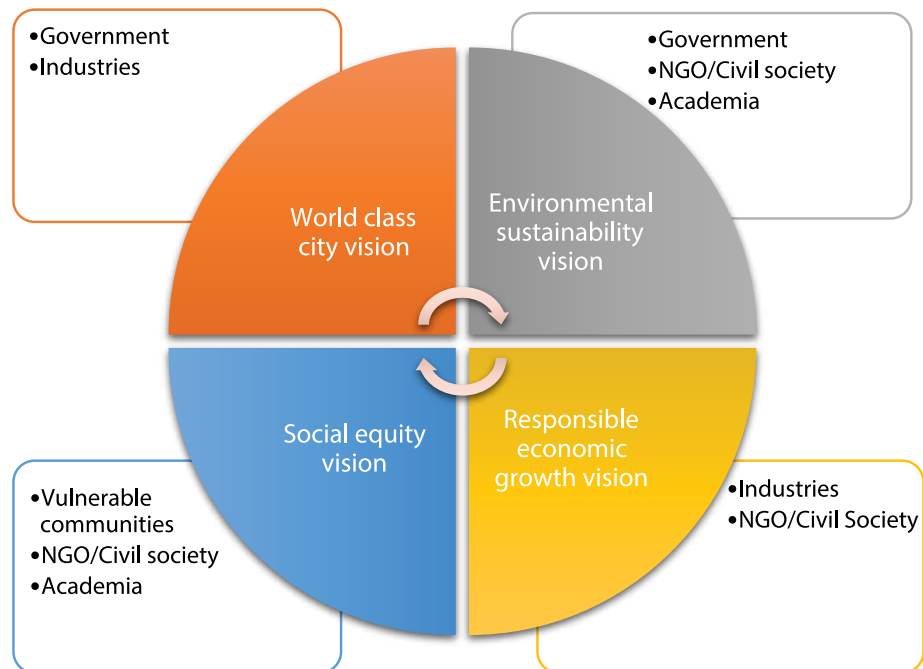 •Government
•Industries
•Government
•NGO/Civil society
•Academia
World class
city vision
Environmental
sustainability
vision
Social equity
vision
Responsible
economic
growth vision
•Vulnerable
communities
•NGO/Civil society
•Academia
•Industries
•NGO/Civil Society